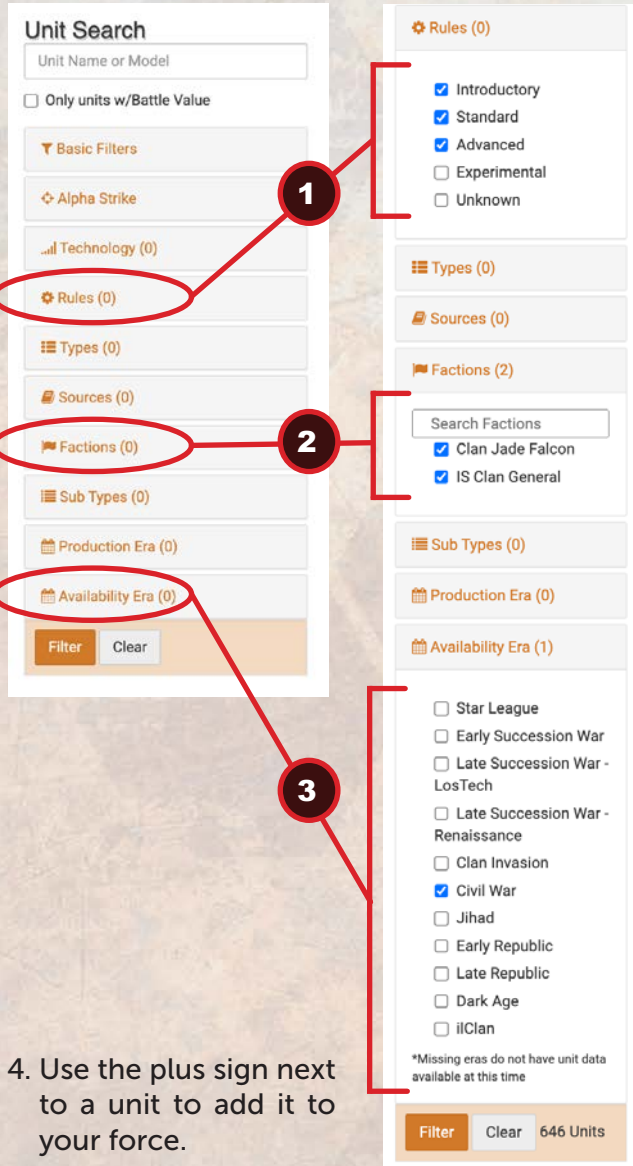 Unit Search
Unit Name or Model
Only units w/Battle Value
Basic Filters
Alpha Strike
Technology (0)
Rules (0)
Types (0)
Sources (0)
Factions (0)
Sub Types (0)
Production Era (0)
Availability Era (0)
Filter Clear
1
2
3
4. Use the plus sign next
to a unit to add it to
your force.
Rules (0)
Introductory
Standard
Advanced
Experimental
Unknown
Types (0)
Sources (0)
Factions (2)
Search Factions
Clan Jade Falcon
IS Clan General
Sub Types (0)
Production Era (0)
Availability Era (1)
Star League
Early Succession War
Late Succession War -
LosTech
Late Succession War -
Renaissance
Clan Invasion
Civil War
Jihad
Early Republic
Late Republic
Dark Age
ilClan
*Missing eras do not have unit data
available at this time
Filter Clear 646 Units